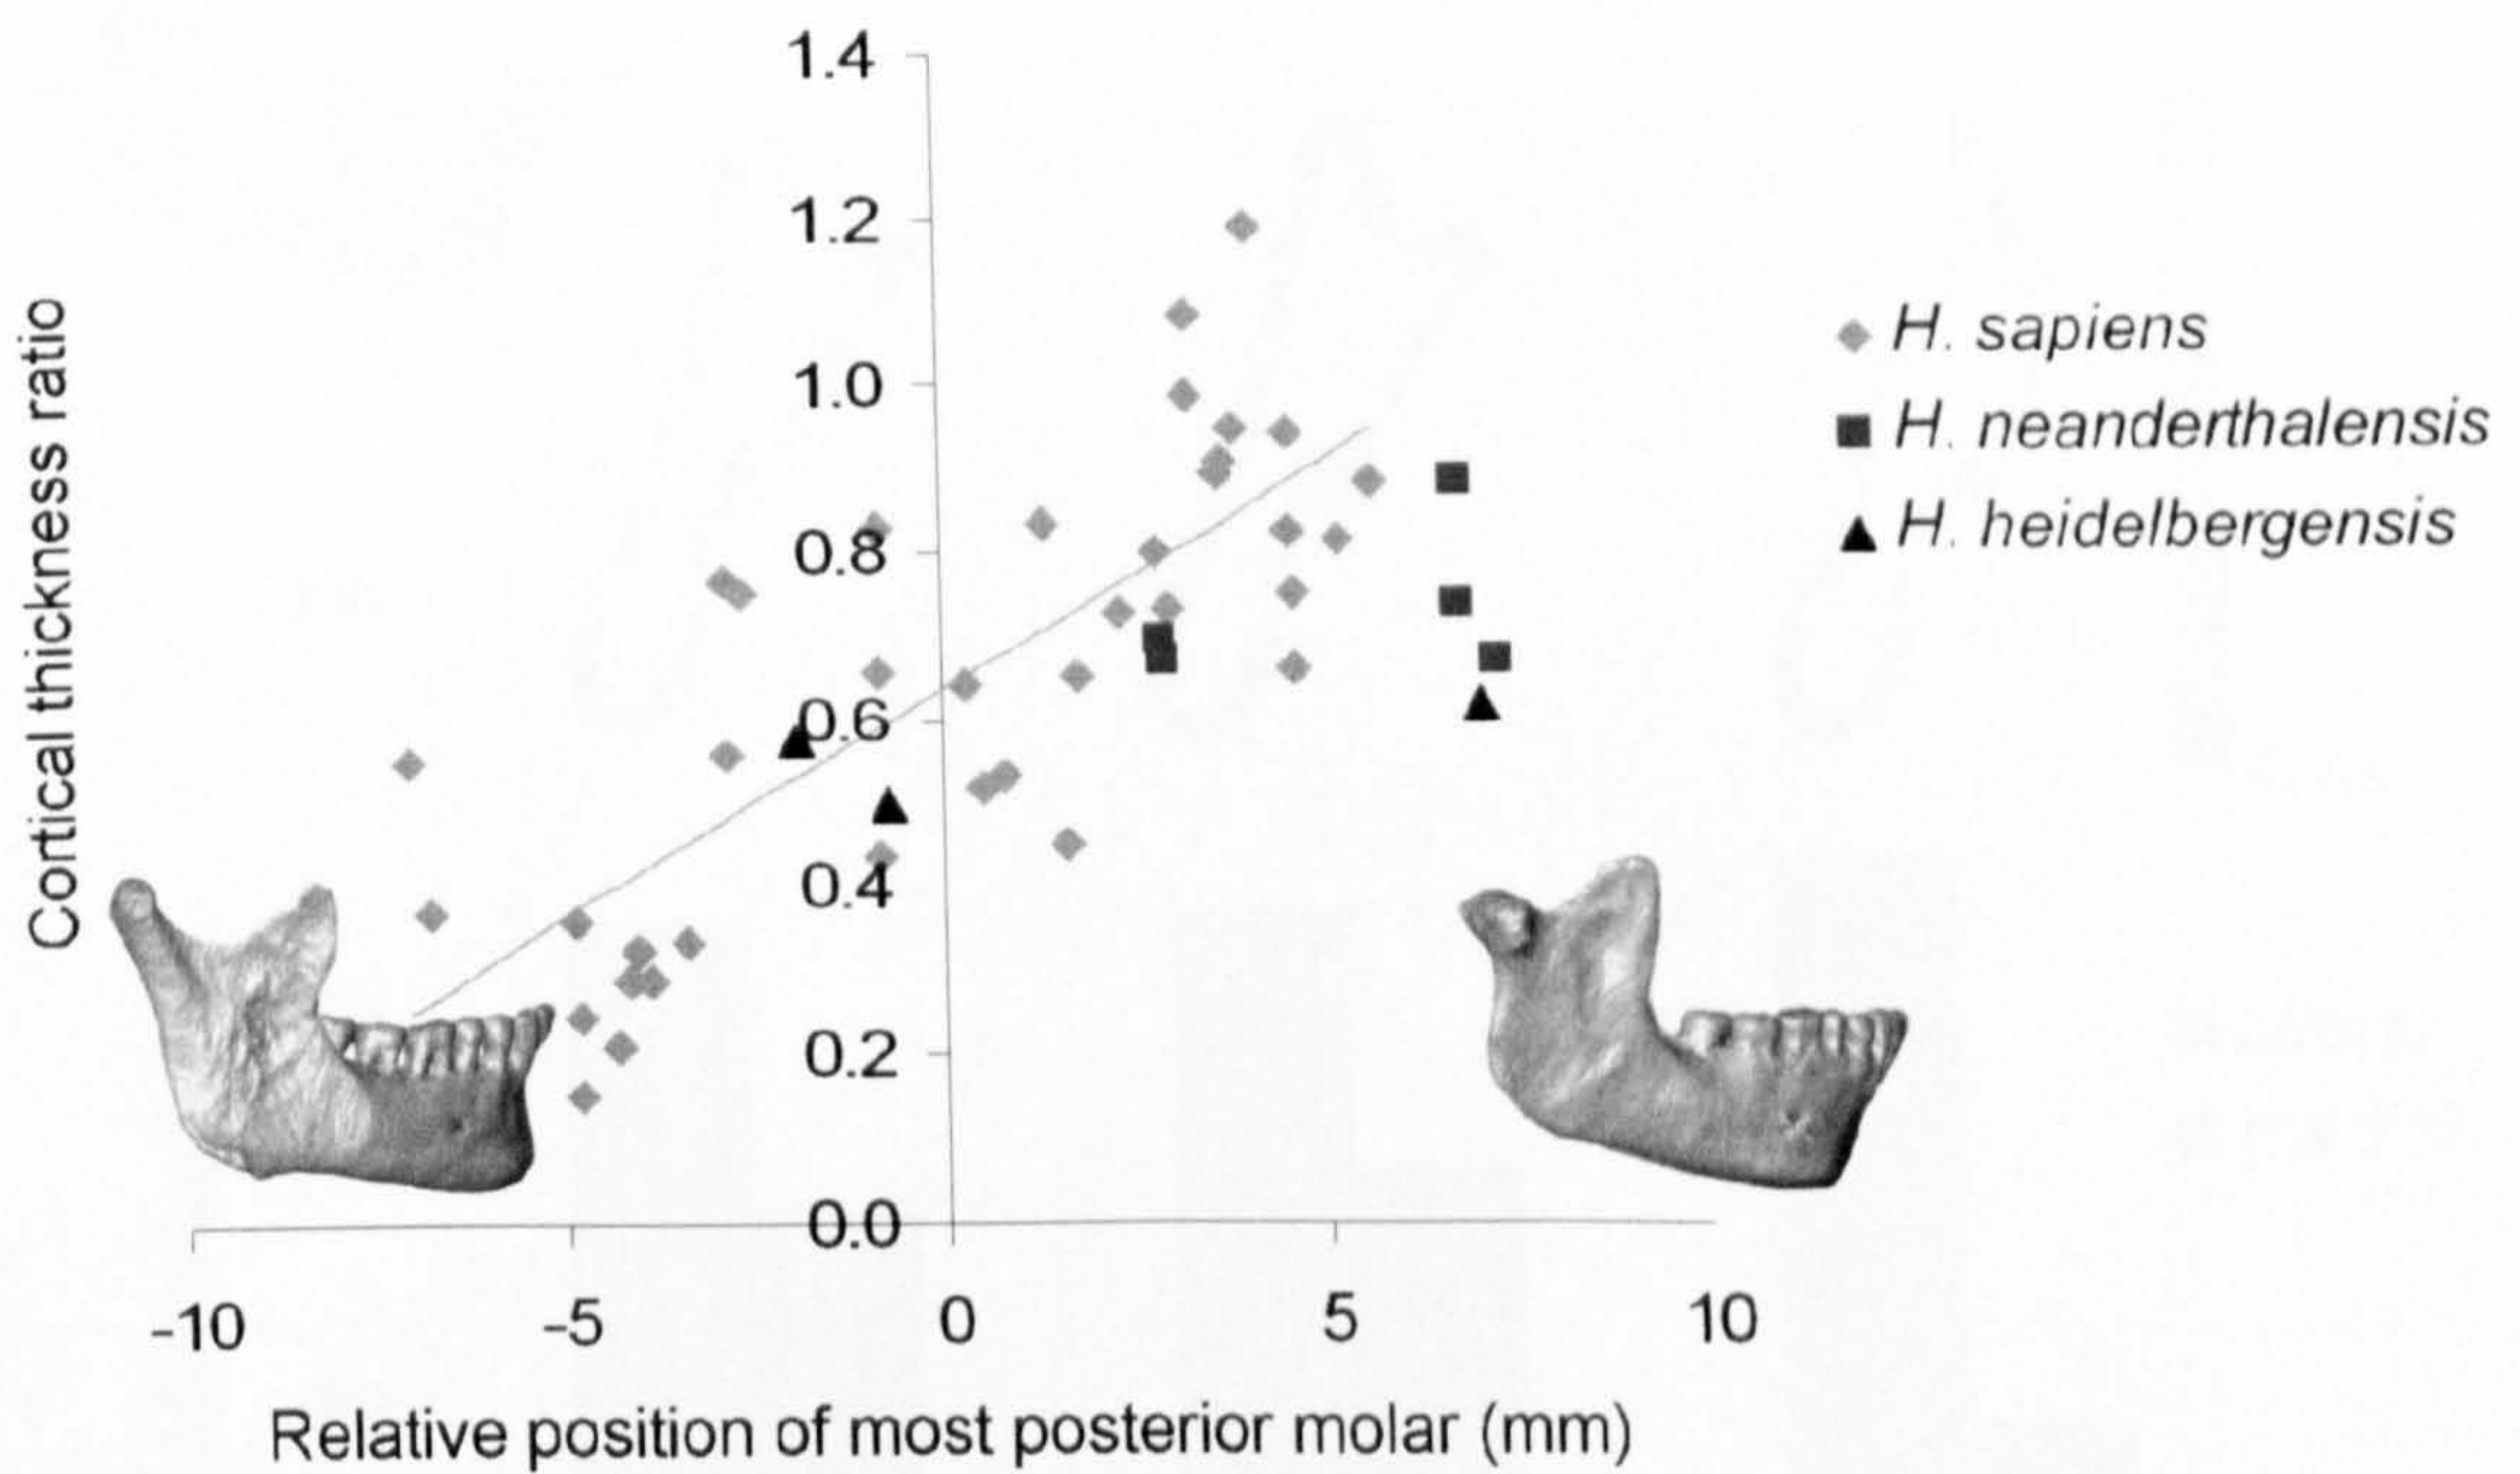 1.4
1.2
1.0
0.8
0.6
0.4
0.2
0.0
-10 -5 0 5 10
Cortical thickness ratio
Relative position of most posterior molar (mm)
H. sapiens
H. neanderthalensis
H. heidelbergensis